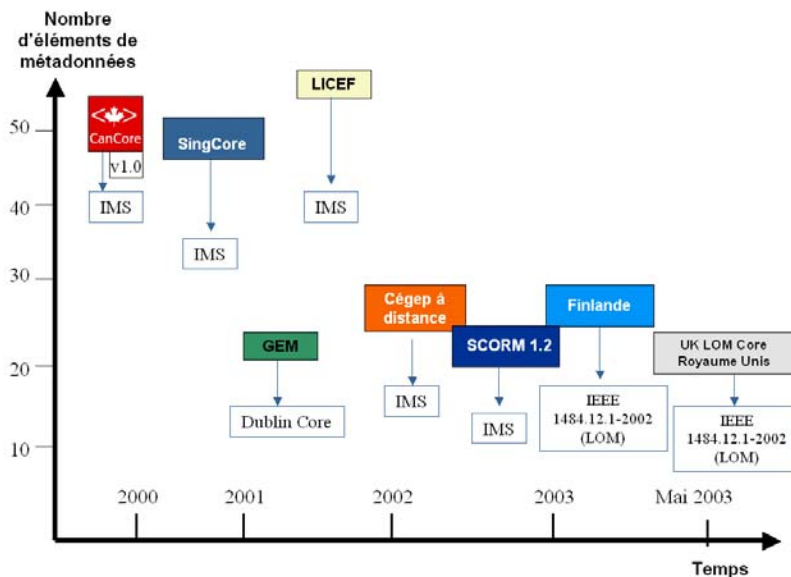 Nombre
d'éléments de
métadonnées
LICEF
50
<> CanCore
v1.0
SingCore
40
IMS
IMS
IMS
30
Cégep à
distance
Finlande
GEM
SCORM 1.2
UK LOM Core
Royaume Unis
20
Dublin Core
IMS
IMS
IEEE
1484.12.1-2002
(LOM)
IEEE
1484.12.1-2002
(LOM)
10
2000
2001
2002
2003
Mai 2003
Temps